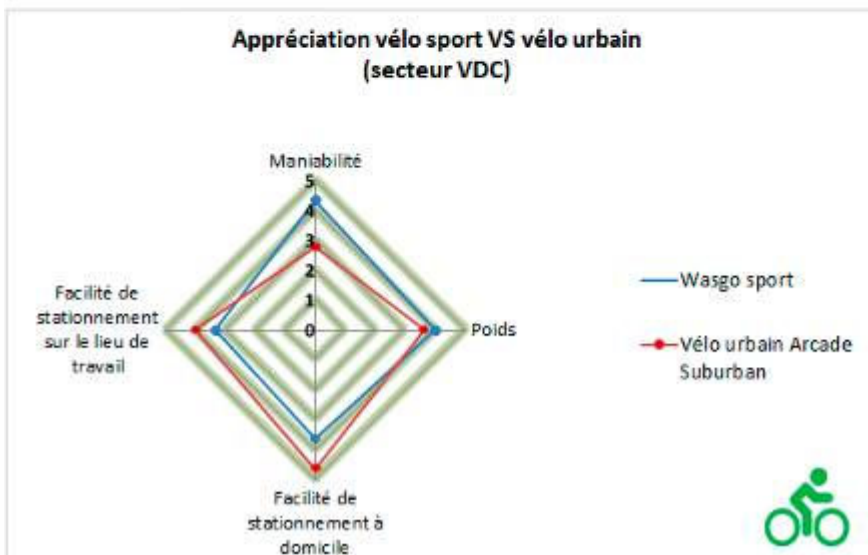 Appréciation vélo sport VS vélo urbain
(secteur VDC)
Maniabilité
5
4
3
2
1
0
Poids
Facilité de
stationnement
sur le lieu de
travail
Facilité de
stationnement à
domicile
Wasgo sport
Vélo urbain Arcade
Suburban